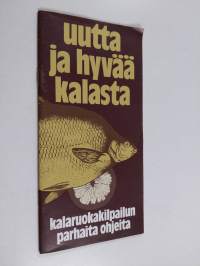 uutta
ja hyvää
kalasta
kalaruokakilpailun
parhaita ohjeita